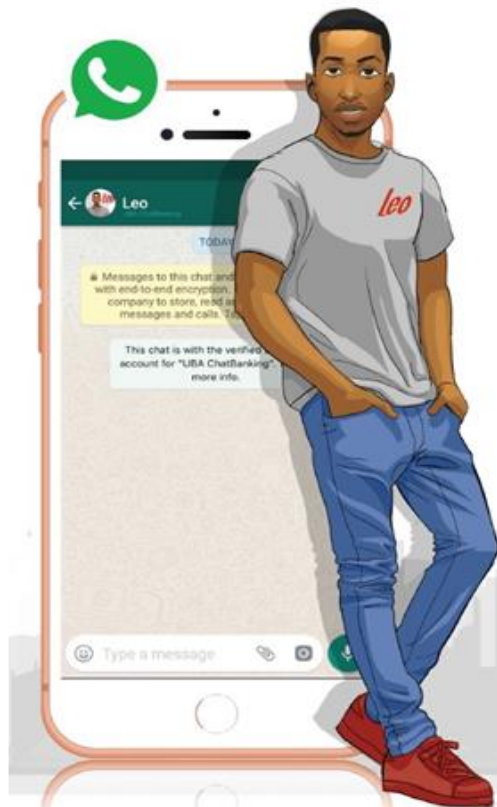 Leo
TODAY
Messages to this chat and
with end-to-end encryption.
company to store, read
messages and calls.
This chat is with the verified
account for "UBA ChatBanking".
more info.
Type a message
leo